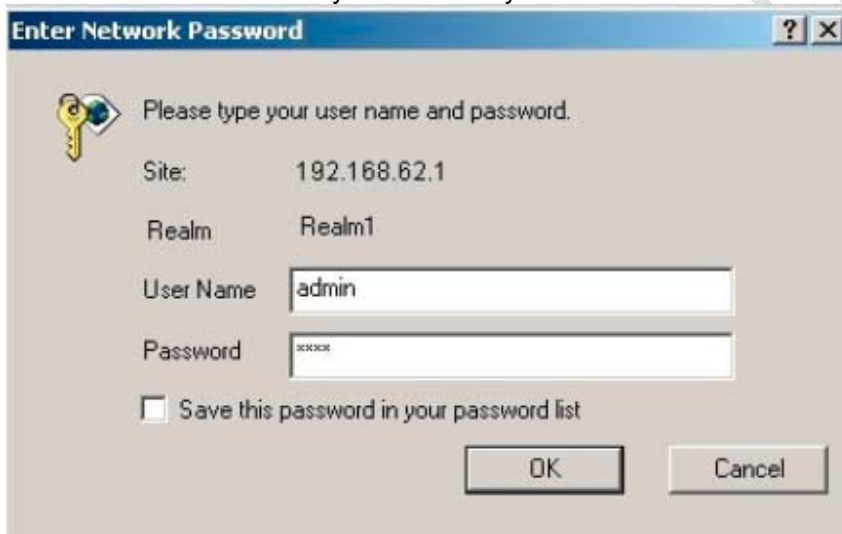 Enter Network Password
Please type your user name and password.
Site: 192.168.62.1
Realm Realm1
User Name admin
Password ××××
Save this password in your password list
OK Cancel